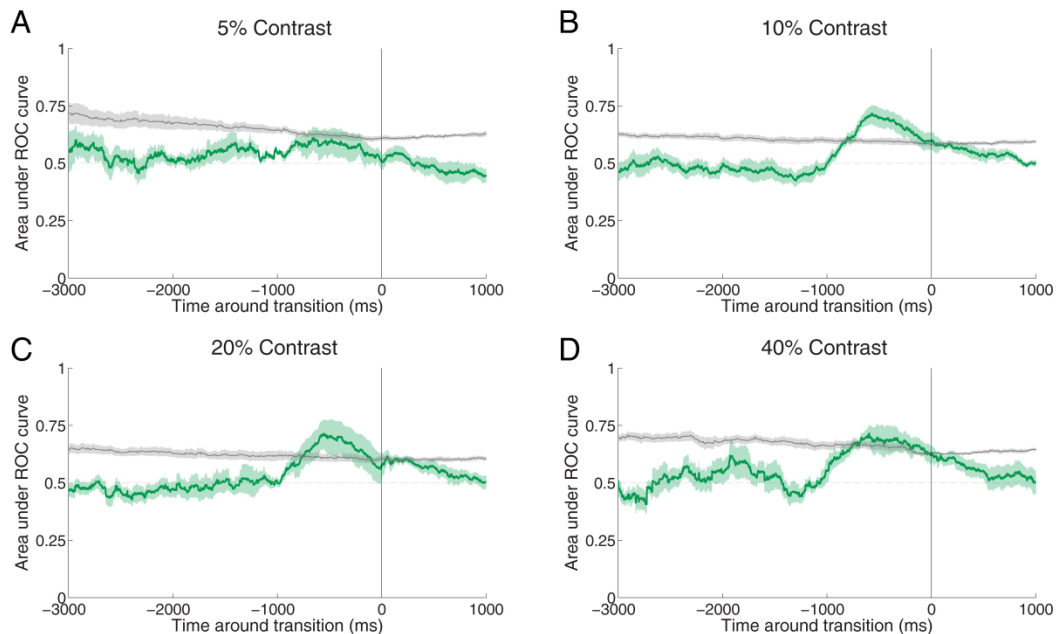 A
5% Contrast
1
0.75
0.5
0.25
0
Area under ROC curve
−3000 −2000 −1000 0 1000
Time around transition (ms)
B
10% Contrast
1
0.75
0.5
0.25
0
Area under ROC curve
−3000 −2000 −1000 0 1000
Time around transition (ms)
C
20% Contrast
1
0.75
0.5
0.25
0
Area under ROC curve
−3000 −2000 −1000 0 1000
Time around transition (ms)
D
40% Contrast
1
0.75
0.5
0.25
0
Area under ROC curve
−3000 −2000 −1000 0 1000
Time around transition (ms)